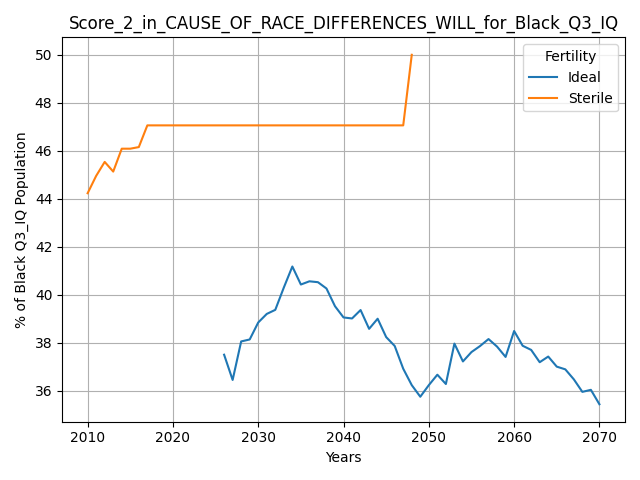 Score_2_in_CAUSE_OF_RACE_DIFFERENCES_WILL_for_Black_Q3_IQ
Fertility
Ideal
Sterile
% of Black Q3_IQ Population
50
48
46
44
42
40
38
36
2010 2020 2030 2040 2050 2060 2070
Years